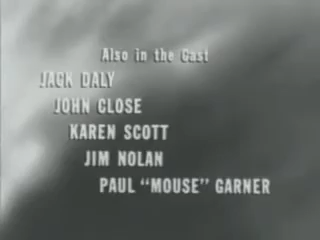 Also in the Cast
JACK DALY
JOHN CLOSE
KAREN SCOTT
JIM NOLAN
PAUL "MOUSE" GARNER